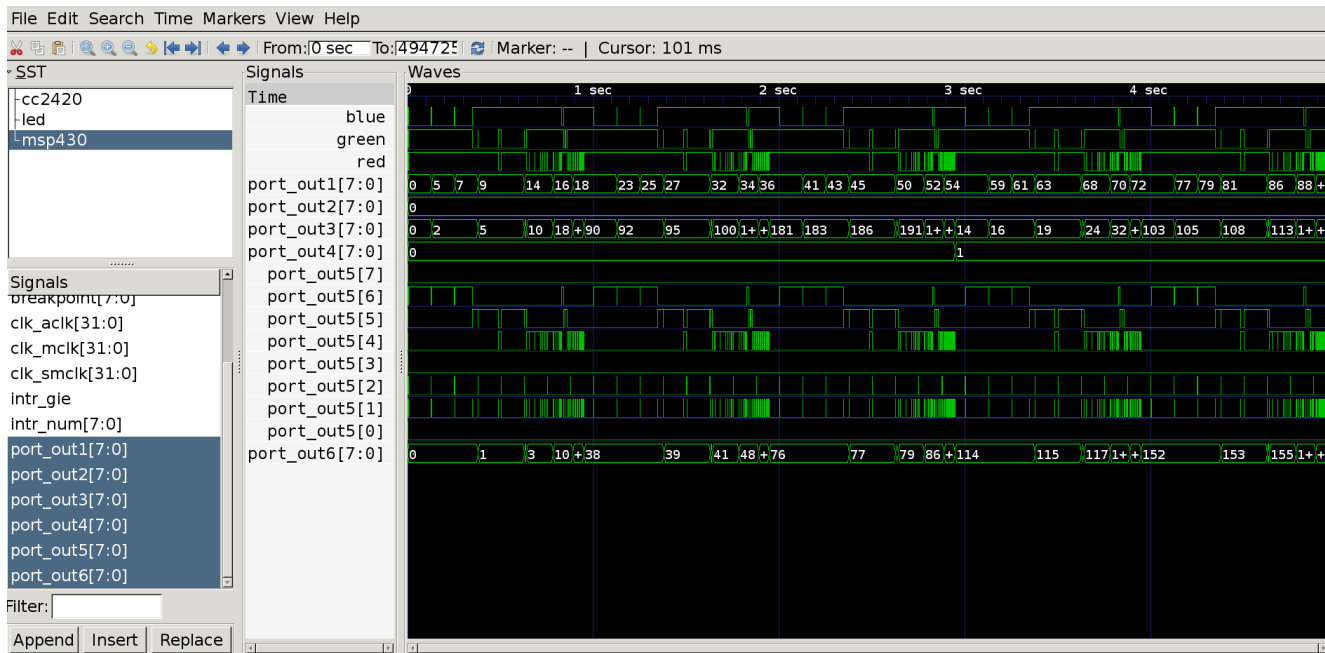 File Edit Search Time Markers View Help
From: 0 sec To: 494725 Marker: -- | Cursor: 101 ms
SST
cc2420
led
msp430
Signals
breakpoint[7:0]
clk_aclk[31:0]
clk_mclk[31:0]
clk_smclk[31:0]
intr_gie
intr_num[7:0]
port_out1[7:0]
port_out2[7:0]
port_out3[7:0]
port_out4[7:0]
port_out5[7:0]
port_out6[7:0]
Filter:
Append Insert Replace
Signals
Time
blue
green
red
port_out1[7:0]
port_out2[7:0]
port_out3[7:0]
port_out4[7:0]
port_out5[7]
port_out5[6]
port_out5[5]
port_out5[4]
port_out5[3]
port_out5[2]
port_out5[1]
port_out5[0]
port_out6[7:0]
Waves
0 1 sec 2 sec 3 sec 4 sec
0 5 7 9 14 16 18 23 25 27 32 34 36 41 43 45 50 52 54 59 61 63 68 70 72 77 79 81 86 88 +
0
0 2 5 10 18 + 90 92 95 100 1+ + 181 183 186 191 1+ + 14 16 19 24 32 + 103 105 108 113 1+ +
0 1
0 1 3 10 + 38 39 41 48 + 76 77 79 86 + 114 115 117 1+ + 152 153 155 1+ +